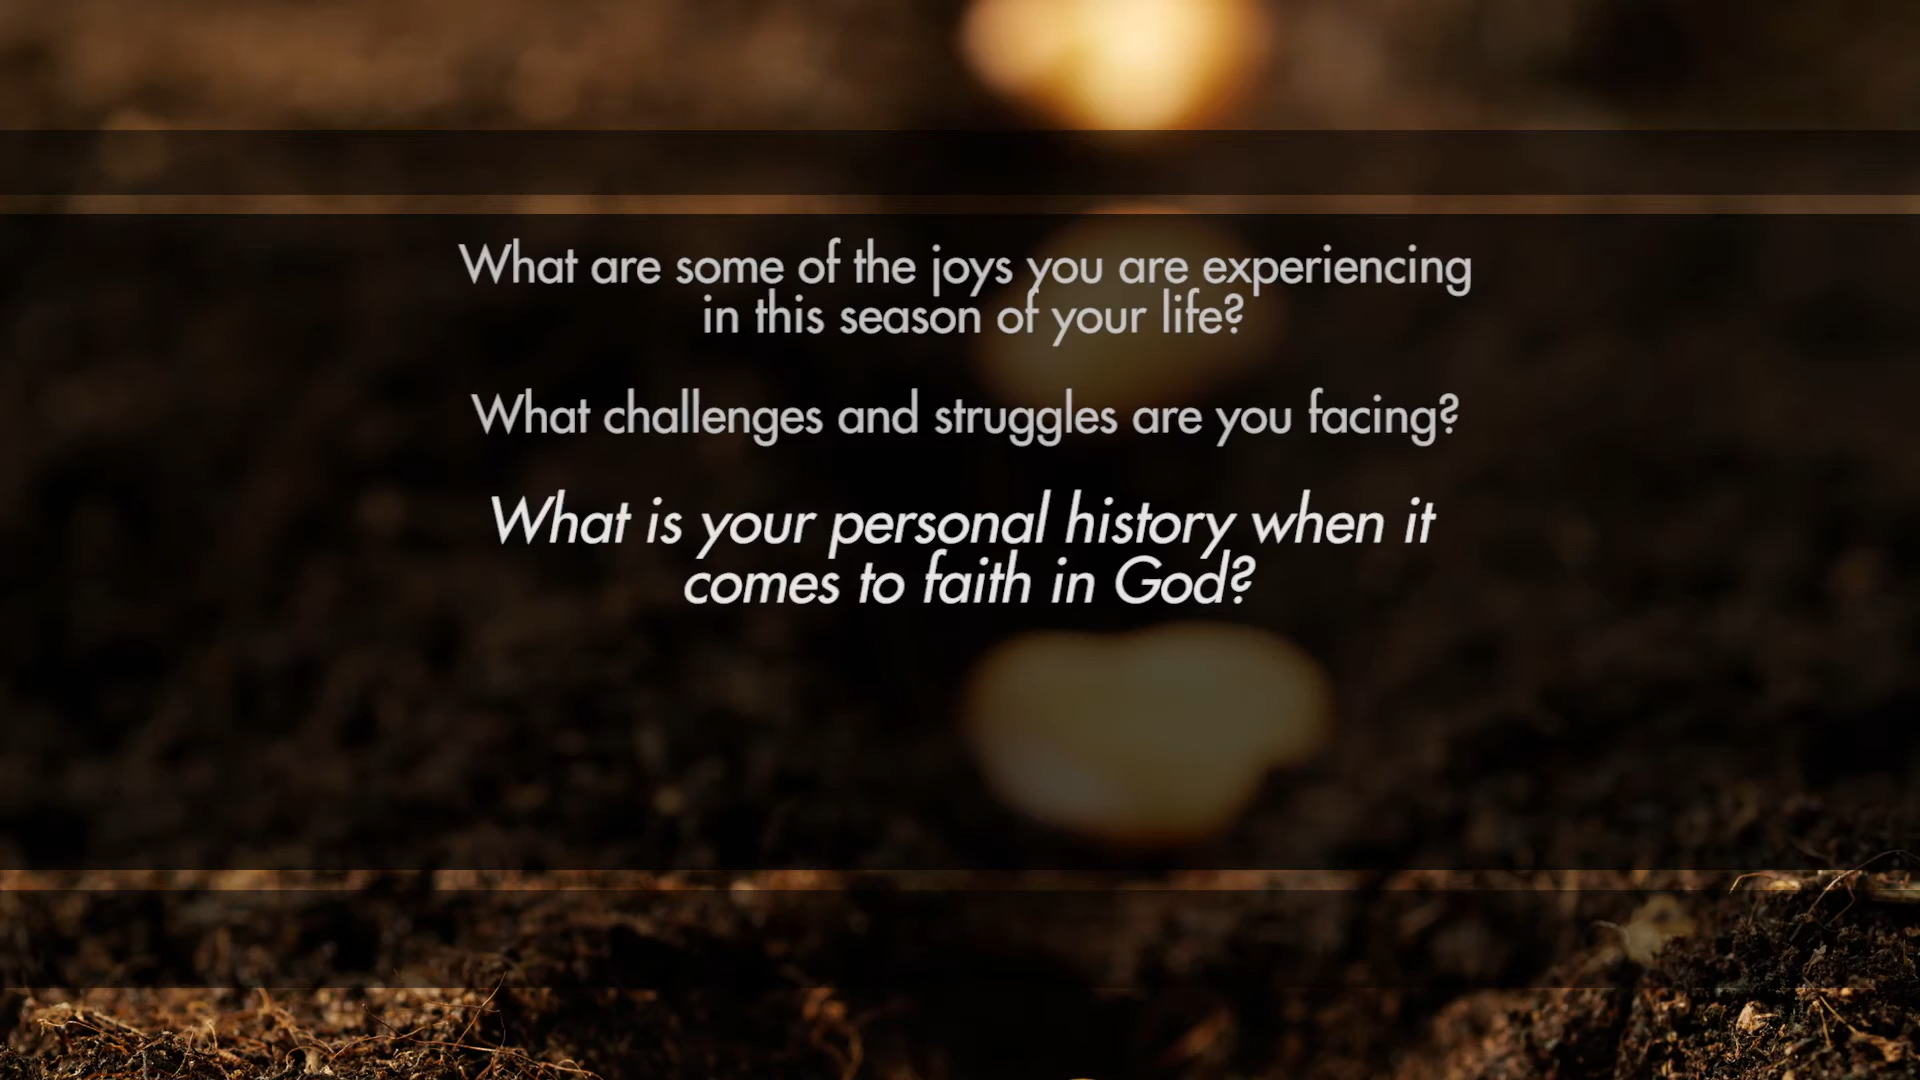 What are some of the joys you are experiencing
in this season of your life?
What challenges and struggles are you facing?
What is your personal history when it
comes to faith in God?